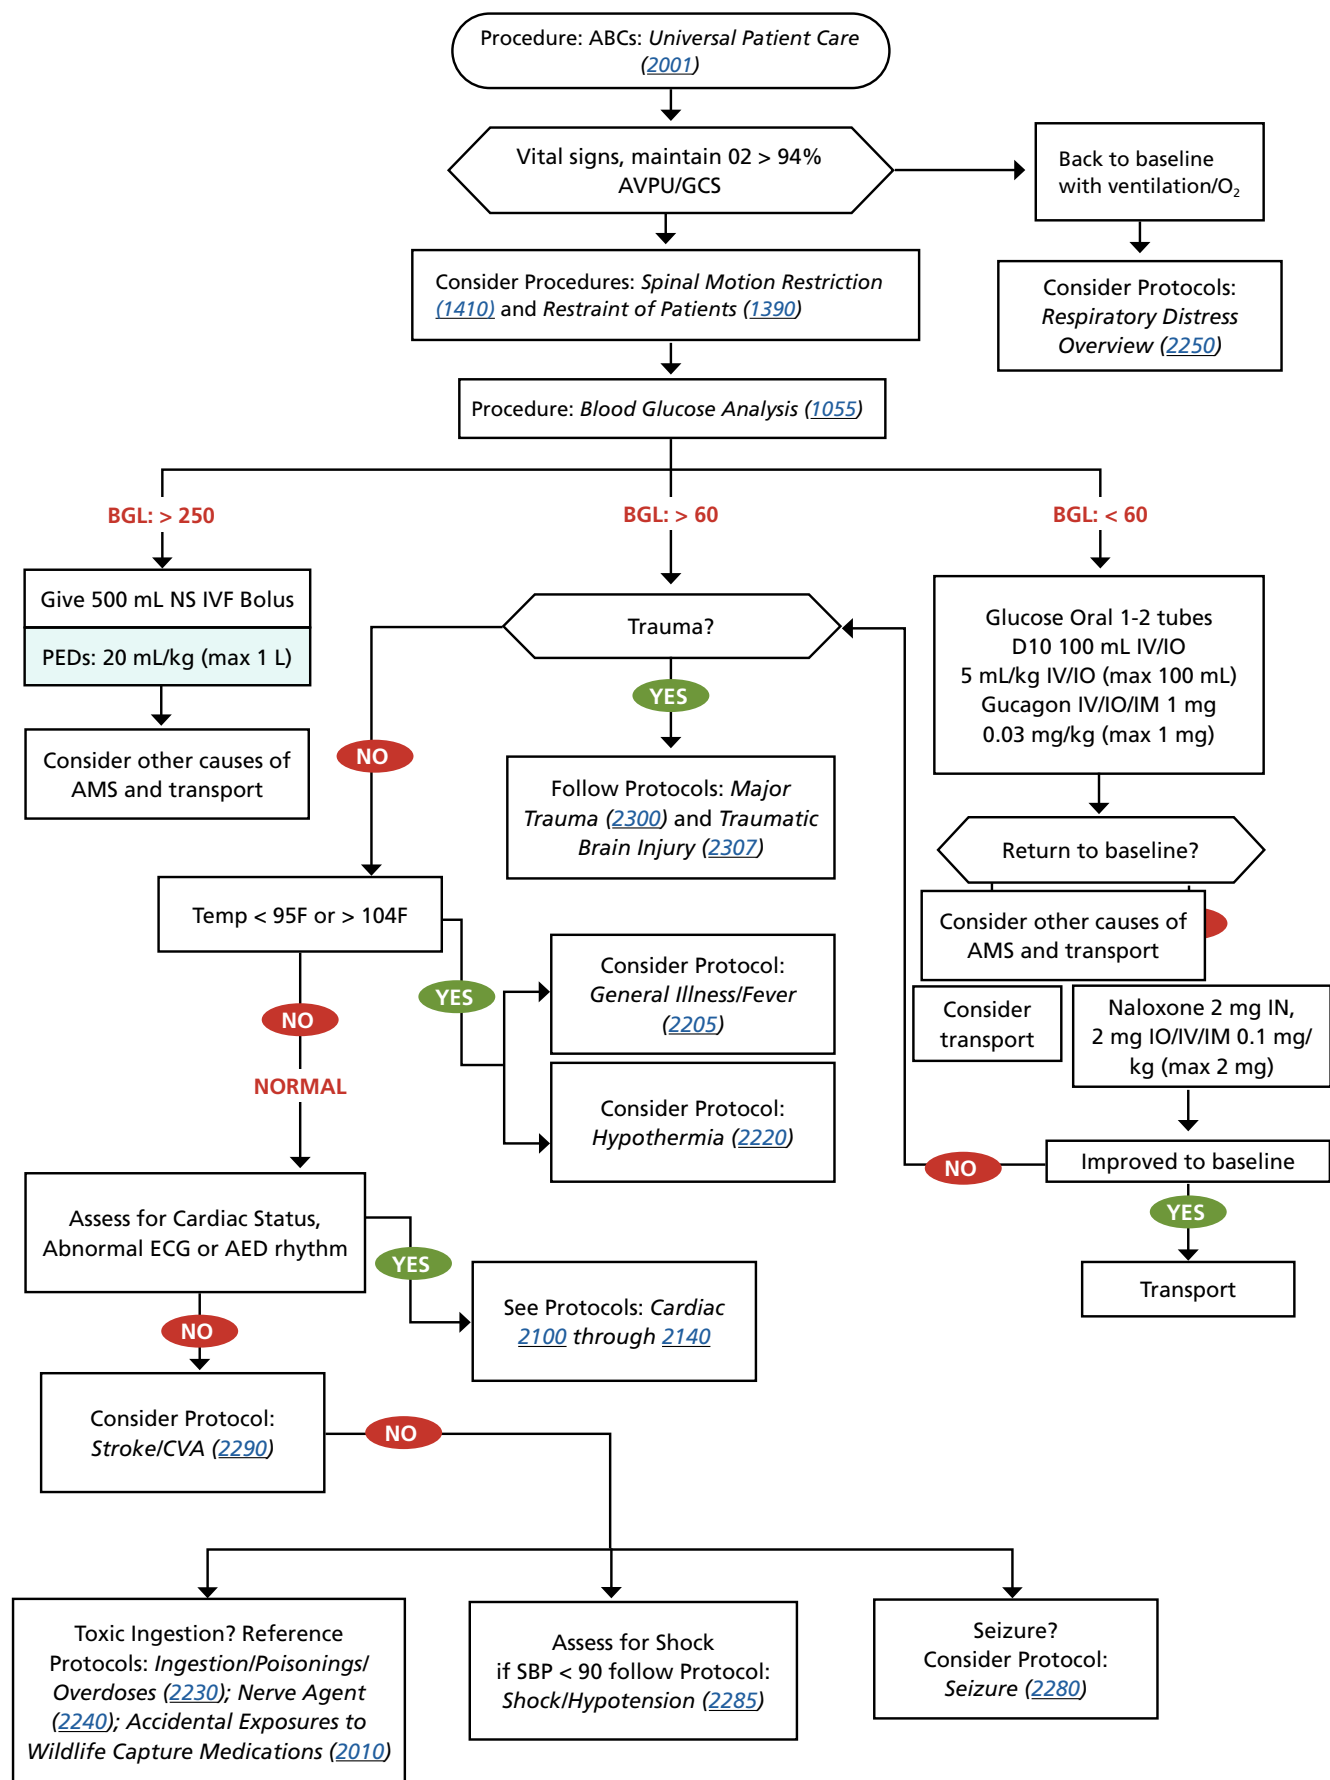 Procedure: ABCs: Universal Patient Care
(2001)
Vital signs, maintain 02 > 94%
AVPU/GCS
Back to baseline
with ventilation/O₂
Consider Procedures: Spinal Motion Restriction
(1410) and Restraint of Patients (1390)
Consider Protocols:
Respiratory Distress
Overview (2250)
Procedure: Blood Glucose Analysis (1055)
BGL: > 250
BGL: > 60
BGL: < 60
Give 500 mL NS IVF Bolus
PEDs: 20 mL/kg (max 1 L)
Consider other causes of
AMS and transport
Trauma?
YES
NO
Follow Protocols: Major
Trauma (2300) and Traumatic
Brain Injury (2307)
Glucose Oral 1-2 tubes
D10 100 mL IV/IO
5 mL/kg IV/IO (max 100 mL)
Gucagon IV/IO/IM 1 mg
0.03 mg/kg (max 1 mg)
Return to baseline?
Consider other causes of
AMS and transport
Consider
transport
Naloxone 2 mg IN,
2 mg IO/IV/IM 0.1 mg/
kg (max 2 mg)
Improved to baseline
NO
YES
Transport
Temp < 95F or > 104F
YES
NO
NORMAL
Consider Protocol:
General Illness/Fever
(2205)
Consider Protocol:
Hypothermia (2220)
Assess for Cardiac Status,
Abnormal ECG or AED rhythm
YES
NO
See Protocols: Cardiac
2100 through 2140
Consider Protocol:
Stroke/CVA (2290)
NO
Toxic Ingestion? Reference
Protocols: Ingestion/Poisonings/
Overdoses (2230); Nerve Agent
(2240); Accidental Exposures to
Wildlife Capture Medications (2010)
Assess for Shock
if SBP < 90 follow Protocol:
Shock/Hypotension (2285)
Seizure?
Consider Protocol:
Seizure (2280)